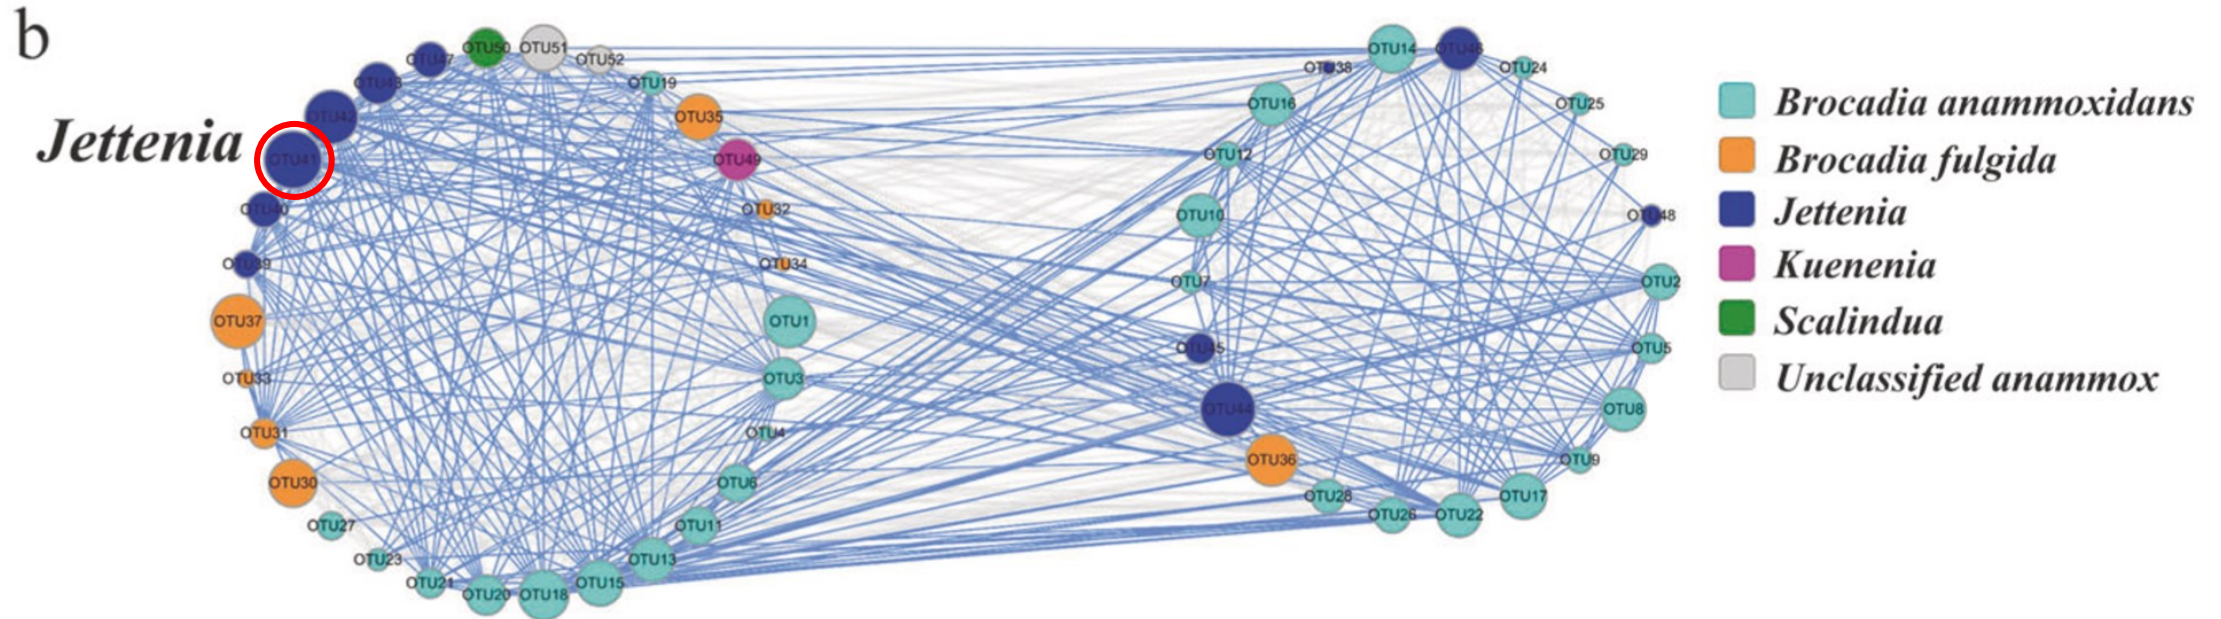 b
Jettenia
OTU47
OTU50
OTU51
OTU52
OTU19
OTU43
OTU35
OTU42
OTU49
OTU41
OTU32
OTU40
OTU34
OTU39
OTU1
OTU37
OTU3
OTU33
OTU4
OTU31
OTU6
OTU30
OTU11
OTU27
OTU13
OTU23
OTU15
OTU21
OTU20
OTU18
OTU14
OTU46
OTU38
OTU24
OTU16
OTU25
OTU12
OTU29
OTU10
OTU48
OTU7
OTU2
OTU45
OTU5
OTU44
OTU8
OTU36
OTU9
OTU28
OTU17
OTU26
OTU22
Brocadia anammoxidans
Brocadia fulgida
Jettenia
Kuenenia
Scalindua
Unclassified anammox